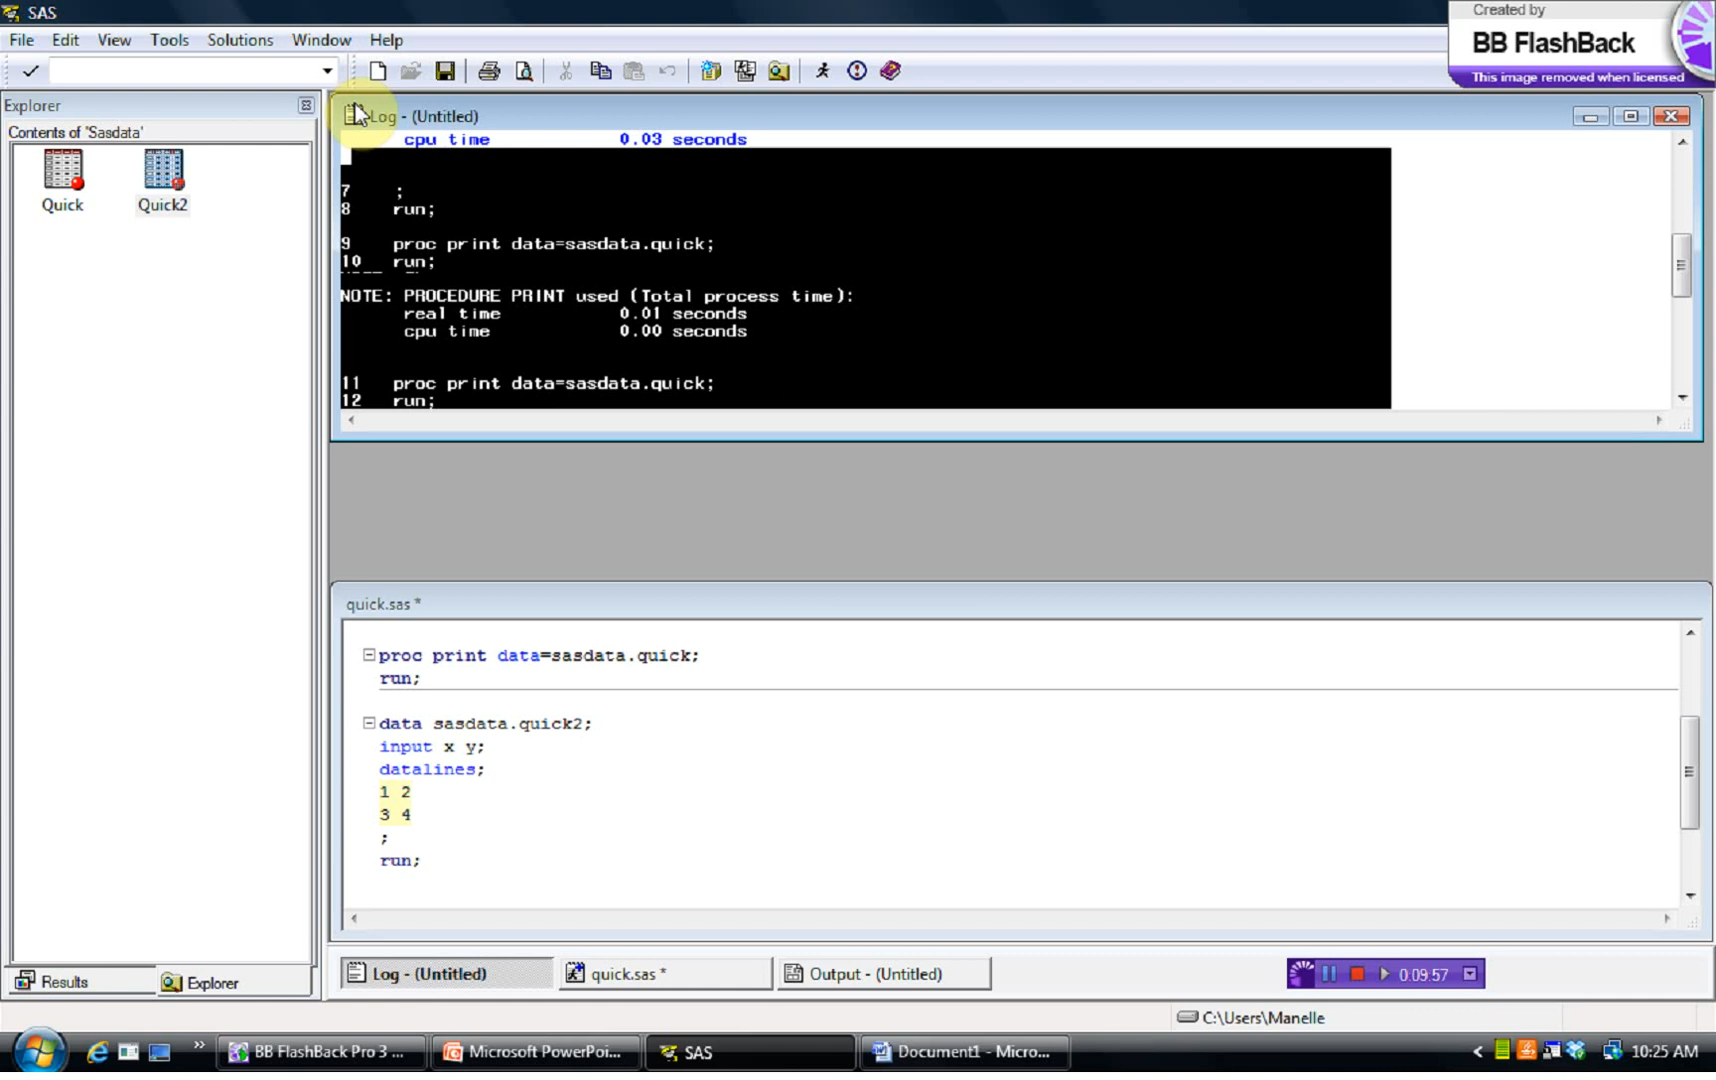 SAS
Created by
BB FlashBack
This image removed when licensed
File Edit View Tools Solutions Window Help
Explorer
Contents of 'Sasdata'
Quick Quick2
Log - (Untitled)
cpu time 0.03 seconds
7 ;
8 run;
9 proc print data=sasdata.quick;
10 run;
NOTE: PROCEDURE PRINT used (Total process time):
real time 0.01 seconds
cpu time 0.00 seconds
11 proc print data=sasdata.quick;
12 run;
quick.sas *
proc print data=sasdata.quick;
run;
data sasdata.quick2;
input x y;
datalines;
1 2
3 4
;
run;
Results Explorer
Log - (Untitled) quick.sas * Output - (Untitled)
0:09:57
C:\Users\Manelle
BB FlashBack Pro 3 ... Microsoft PowerPoi... SAS Document1 - Micro... 10:25 AM